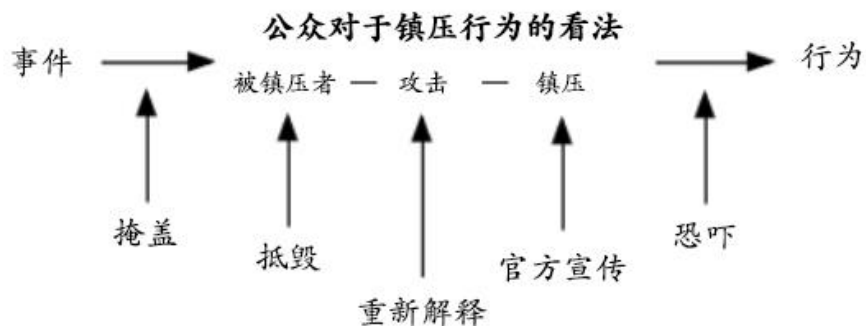 公众对于镇压行为的看法
事件
行为
被镇压者 — 攻击 — 镇压
掩盖
抵毁
重新解释
官方宣传
恐吓